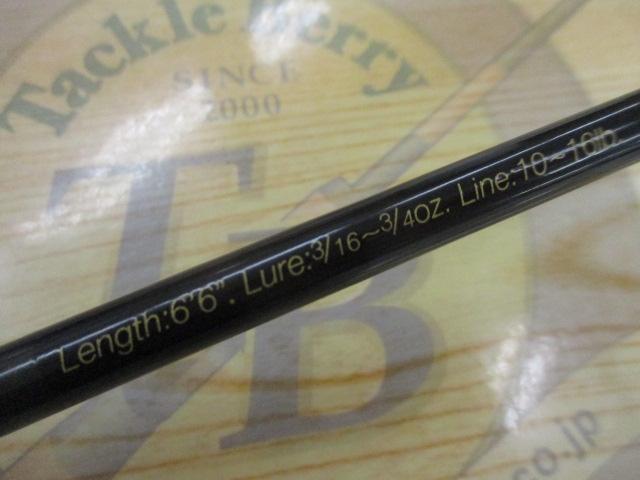 Tackle Berry
SINCE
2000
TB
Length:6'6". Lure:3/16~3/4oz. Line:10~16lb.
.co.jp